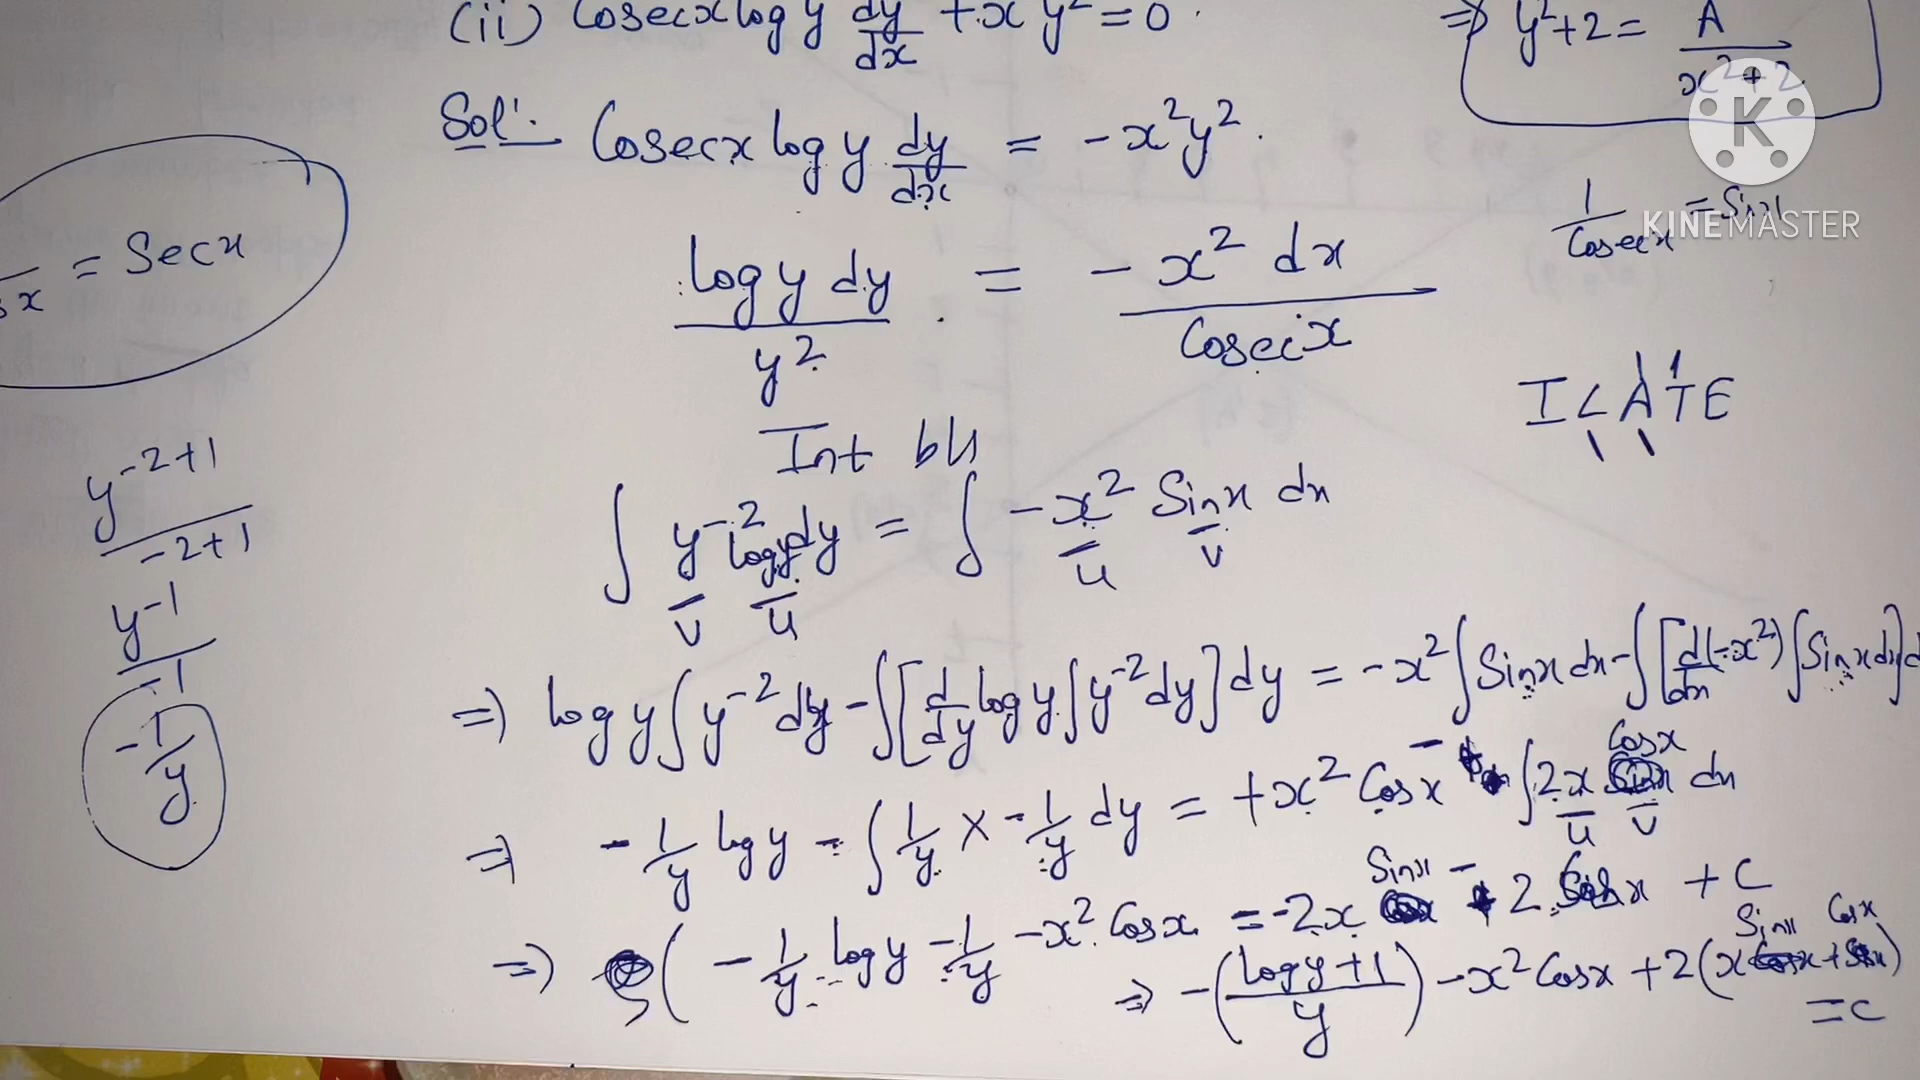 (ii) Cosecx log y dy/dx + x y² = 0.
⇒ y²+2 = A/(x²+2)
Sol: Cosecx log y dy/dx = -x²y².
K
KINEMASTER
1/Cosecx = Sinx
= Secx
x
log y dy / y² = -x² dx / Cosecx
ILATE
Int
y⁻²⁺¹ / -2+1
∫ y⁻² log y dy = ∫ -x² Sinx dx
v u u v
y⁻¹ / -1
⇒ log y ∫ y⁻² dy - ∫ [d/dy log y ∫ y⁻² dy] dy = -x² ∫ Sinx dx - ∫ [d/dx (-x²) ∫ Sinx dx] d
-1/y
⇒ -1/y log y - ∫ 1/y × -1/y dy = +x² Cosx - ∫ 2x Cosx dx
u v
⇒ ( -1/y log y - 1/y - x² Cosx = -2x Sinx - 2 Cosx + C
⇒ -( (log y + 1) / y ) - x² Cosx + 2 (x Sinx + Cosx)
= C